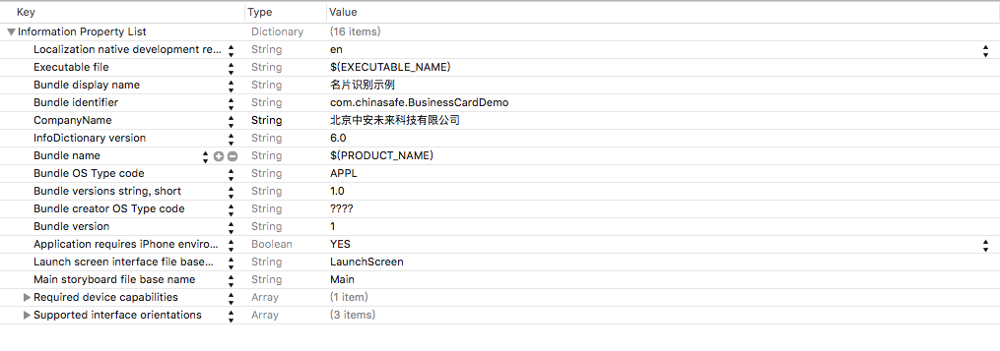 Key Type Value
Information Property List Dictionary (16 items)
Localization native development re... String en
Executable file String $(EXECUTABLE_NAME)
Bundle display name String 名片识别示例
Bundle identifier String com.chinasafe.BusinessCardDemo
CompanyName String 北京中安未来科技有限公司
InfoDictionary version String 6.0
Bundle name String $(PRODUCT_NAME)
Bundle OS Type code String APPL
Bundle versions string, short String 1.0
Bundle creator OS Type code String ????
Bundle version String 1
Application requires iPhone enviro... Boolean YES
Launch screen interface file base... String LaunchScreen
Main storyboard file base name String Main
Required device capabilities Array (1 item)
Supported interface orientations Array (3 items)